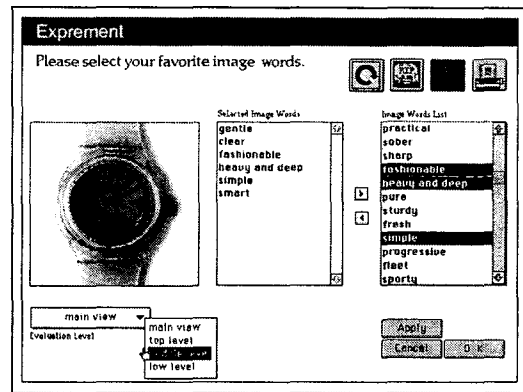 Exprement
Please select your favorite image words.
Selected Image Words
gentle
clear
fashionable
heavy and deep
simple
smart
Image Words List
practical
sober
sharp
fashionable
heavy and deep
pure
sturdy
fresh
simple
progressive
fleet
sporty
main view
Evaluation Level
main view
top level
low level
Apply
Cancel
O K